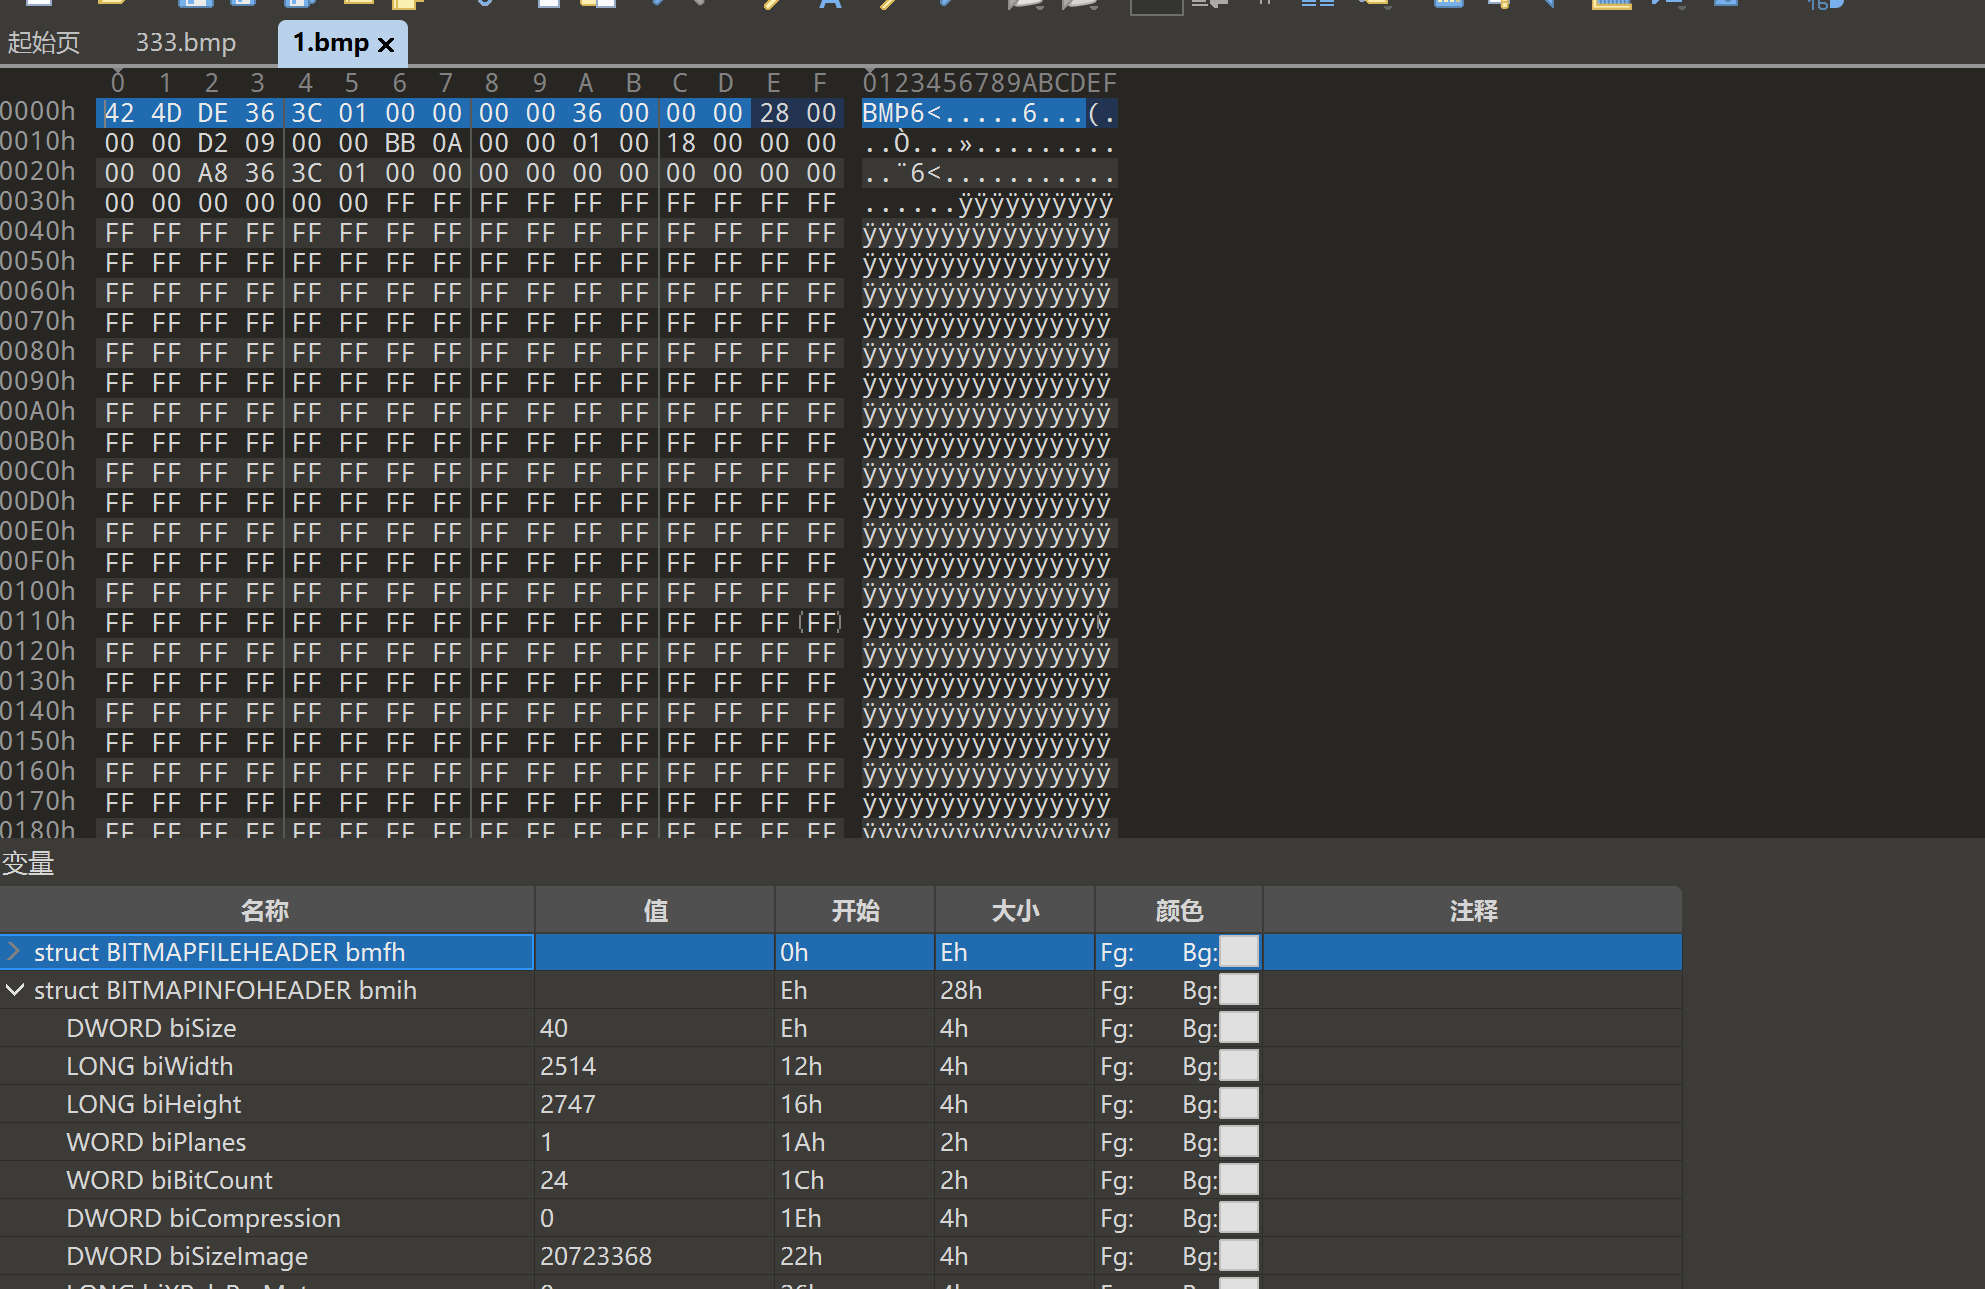 起始页 333.bmp 1.bmp
0 1 2 3 4 5 6 7 8 9 A B C D E F 0123456789ABCDEF
0000h 42 4D DE 36 3C 01 00 00 00 00 36 00 00 00 28 00 BMÞ6<.....6...(.
0010h 00 00 D2 09 00 00 BB 0A 00 00 01 00 18 00 00 00 ..Ò...».........
0020h 00 00 A8 36 3C 01 00 00 00 00 00 00 00 00 00 00 ..¨6<...........
0030h 00 00 00 00 00 00 FF FF FF FF FF FF FF FF FF FF ......ÿÿÿÿÿÿÿÿÿÿ
0040h FF FF FF FF FF FF FF FF FF FF FF FF FF FF FF FF ÿÿÿÿÿÿÿÿÿÿÿÿÿÿÿÿ
0050h FF FF FF FF FF FF FF FF FF FF FF FF FF FF FF FF ÿÿÿÿÿÿÿÿÿÿÿÿÿÿÿÿ
0060h FF FF FF FF FF FF FF FF FF FF FF FF FF FF FF FF ÿÿÿÿÿÿÿÿÿÿÿÿÿÿÿÿ
0070h FF FF FF FF FF FF FF FF FF FF FF FF FF FF FF FF ÿÿÿÿÿÿÿÿÿÿÿÿÿÿÿÿ
0080h FF FF FF FF FF FF FF FF FF FF FF FF FF FF FF FF ÿÿÿÿÿÿÿÿÿÿÿÿÿÿÿÿ
0090h FF FF FF FF FF FF FF FF FF FF FF FF FF FF FF FF ÿÿÿÿÿÿÿÿÿÿÿÿÿÿÿÿ
00A0h FF FF FF FF FF FF FF FF FF FF FF FF FF FF FF FF ÿÿÿÿÿÿÿÿÿÿÿÿÿÿÿÿ
00B0h FF FF FF FF FF FF FF FF FF FF FF FF FF FF FF FF ÿÿÿÿÿÿÿÿÿÿÿÿÿÿÿÿ
00C0h FF FF FF FF FF FF FF FF FF FF FF FF FF FF FF FF ÿÿÿÿÿÿÿÿÿÿÿÿÿÿÿÿ
00D0h FF FF FF FF FF FF FF FF FF FF FF FF FF FF FF FF ÿÿÿÿÿÿÿÿÿÿÿÿÿÿÿÿ
00E0h FF FF FF FF FF FF FF FF FF FF FF FF FF FF FF FF ÿÿÿÿÿÿÿÿÿÿÿÿÿÿÿÿ
00F0h FF FF FF FF FF FF FF FF FF FF FF FF FF FF FF FF ÿÿÿÿÿÿÿÿÿÿÿÿÿÿÿÿ
0100h FF FF FF FF FF FF FF FF FF FF FF FF FF FF FF FF ÿÿÿÿÿÿÿÿÿÿÿÿÿÿÿÿ
0110h FF FF FF FF FF FF FF FF FF FF FF FF FF FF FF FF ÿÿÿÿÿÿÿÿÿÿÿÿÿÿÿÿ
0120h FF FF FF FF FF FF FF FF FF FF FF FF FF FF FF FF ÿÿÿÿÿÿÿÿÿÿÿÿÿÿÿÿ
0130h FF FF FF FF FF FF FF FF FF FF FF FF FF FF FF FF ÿÿÿÿÿÿÿÿÿÿÿÿÿÿÿÿ
0140h FF FF FF FF FF FF FF FF FF FF FF FF FF FF FF FF ÿÿÿÿÿÿÿÿÿÿÿÿÿÿÿÿ
0150h FF FF FF FF FF FF FF FF FF FF FF FF FF FF FF FF ÿÿÿÿÿÿÿÿÿÿÿÿÿÿÿÿ
0160h FF FF FF FF FF FF FF FF FF FF FF FF FF FF FF FF ÿÿÿÿÿÿÿÿÿÿÿÿÿÿÿÿ
0170h FF FF FF FF FF FF FF FF FF FF FF FF FF FF FF FF ÿÿÿÿÿÿÿÿÿÿÿÿÿÿÿÿ
0180h FF FF FF FF FF FF FF FF FF FF FF FF FF FF FF FF ÿÿÿÿÿÿÿÿÿÿÿÿÿÿÿÿ
变量
名称 值 开始 大小 颜色 注释
struct BITMAPFILEHEADER bmfh 0h Eh Fg: Bg:
struct BITMAPINFOHEADER bmih Eh 28h Fg: Bg:
DWORD biSize 40 Eh 4h Fg: Bg:
LONG biWidth 2514 12h 4h Fg: Bg:
LONG biHeight 2747 16h 4h Fg: Bg:
WORD biPlanes 1 1Ah 2h Fg: Bg:
WORD biBitCount 24 1Ch 2h Fg: Bg:
DWORD biCompression 0 1Eh 4h Fg: Bg:
DWORD biSizeImage 20723368 22h 4h Fg: Bg: